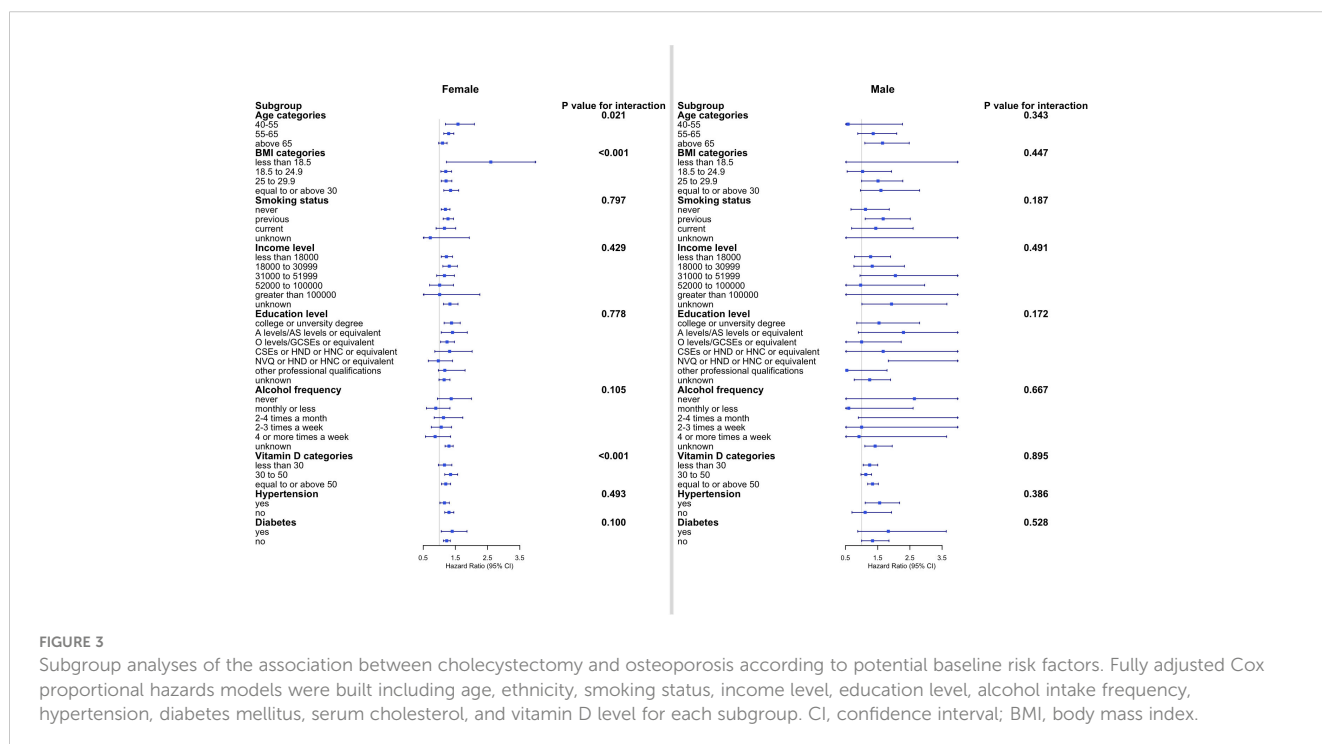 Female
Subgroup P value for interaction
Age categories 0.021
40-55
55-65
above 65
BMI categories <0.001
less than 18.5
18.5 to 24.9
25 to 29.9
equal to or above 30
Smoking status 0.797
never
previous
current
unknown
Income level 0.429
less than 18000
18000 to 30999
31000 to 51999
52000 to 100000
greater than 100000
unknown
Education level 0.778
college or unversity degree
A levels/AS levels or equivalent
O levels/GCSEs or equivalent
CSEs or HND or HNC or equivalent
NVQ or HND or HNC or equivalent
other professional qualifications
unknown
Alcohol frequency 0.105
never
monthly or less
2-4 times a month
2-3 times a week
4 or more times a week
unknown
Vitamin D categories <0.001
less than 30
30 to 50
equal to or above 50
Hypertension 0.493
yes
no
Diabetes 0.100
yes
no
0.5 1.5 2.5 3.5
Hazard Ratio (95% CI)
Male
Subgroup P value for interaction
Age categories 0.343
40-55
55-65
above 65
BMI categories 0.447
less than 18.5
18.5 to 24.9
25 to 29.9
equal to or above 30
Smoking status 0.187
never
previous
current
unknown
Income level 0.491
less than 18000
18000 to 30999
31000 to 51999
52000 to 100000
greater than 100000
unknown
Education level 0.172
college or unversity degree
A levels/AS levels or equivalent
O levels/GCSEs or equivalent
CSEs or HND or HNC or equivalent
NVQ or HND or HNC or equivalent
other professional qualifications
unknown
Alcohol frequency 0.667
never
monthly or less
2-4 times a month
2-3 times a week
4 or more times a week
unknown
Vitamin D categories 0.895
less than 30
30 to 50
equal to or above 50
Hypertension 0.386
yes
no
Diabetes 0.528
yes
no
0.5 1.5 2.5 3.5
Hazard Ratio (95% CI)
FIGURE 3
Subgroup analyses of the association between cholecystectomy and osteoporosis according to potential baseline risk factors. Fully adjusted Cox
proportional hazards models were built including age, ethnicity, smoking status, income level, education level, alcohol intake frequency,
hypertension, diabetes mellitus, serum cholesterol, and vitamin D level for each subgroup. CI, confidence interval; BMI, body mass index.